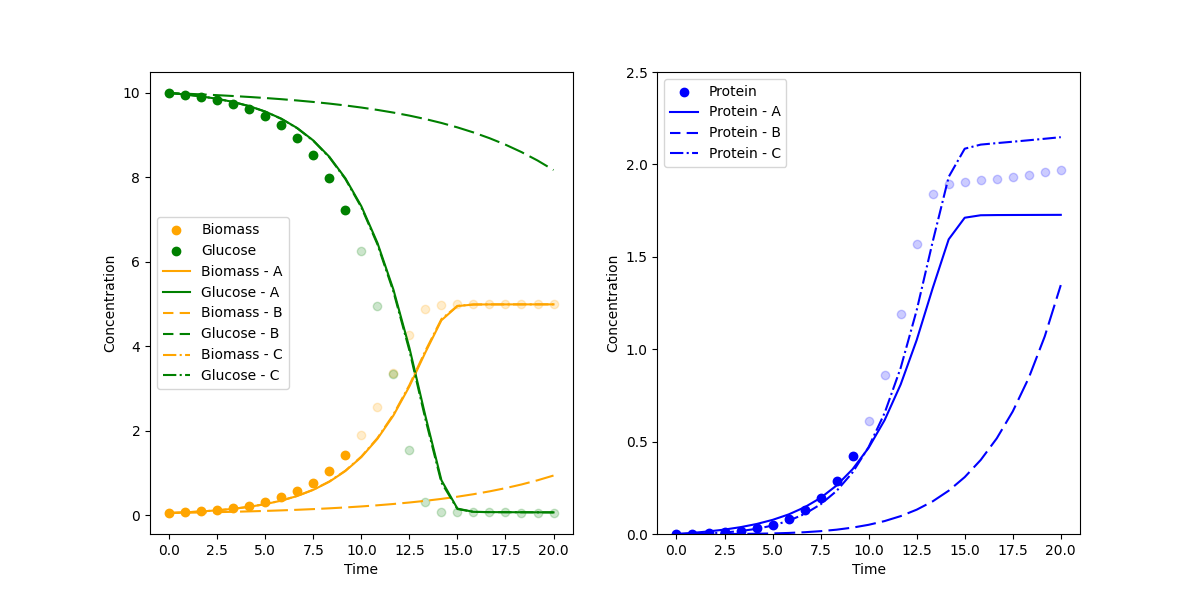 10
8
6
4
2
0
Concentration
Biomass
Glucose
Biomass - A
Glucose - A
Biomass - B
Glucose - B
Biomass - C
Glucose - C
0.0 2.5 5.0 7.5 10.0 12.5 15.0 17.5 20.0
Time
2.5
2.0
1.5
1.0
0.5
0.0
Concentration
Protein
Protein - A
Protein - B
Protein - C
0.0 2.5 5.0 7.5 10.0 12.5 15.0 17.5 20.0
Time